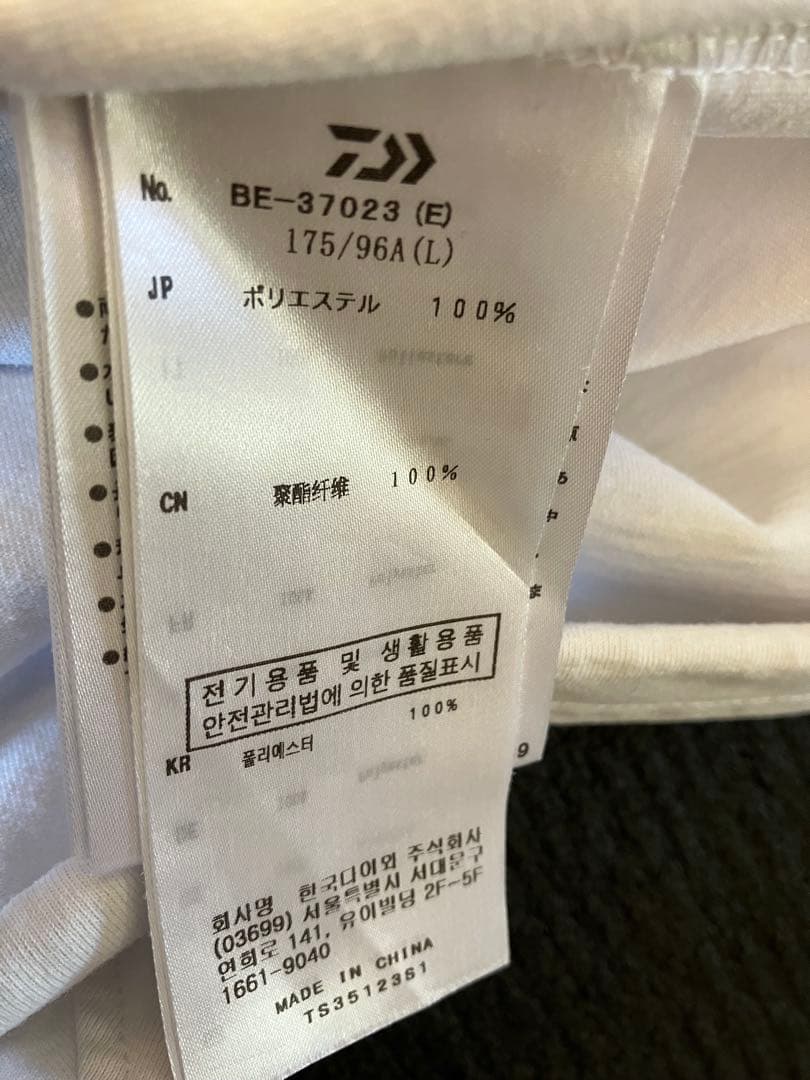 No. BE-37023 (E)
175/96A(L)
JP ポリエステル 100%
CN 聚酯纤维 100%
전기용품 및 생활용품
안전관리법에 의한 품질표시
KR 폴리에스터 100%
회사명 한국다이와 주식회사
(03699) 서울특별시 서대문구
연희로 141, 유이빌딩 2F-5F
1661-9040
MADE IN CHINA
TS3512361
9